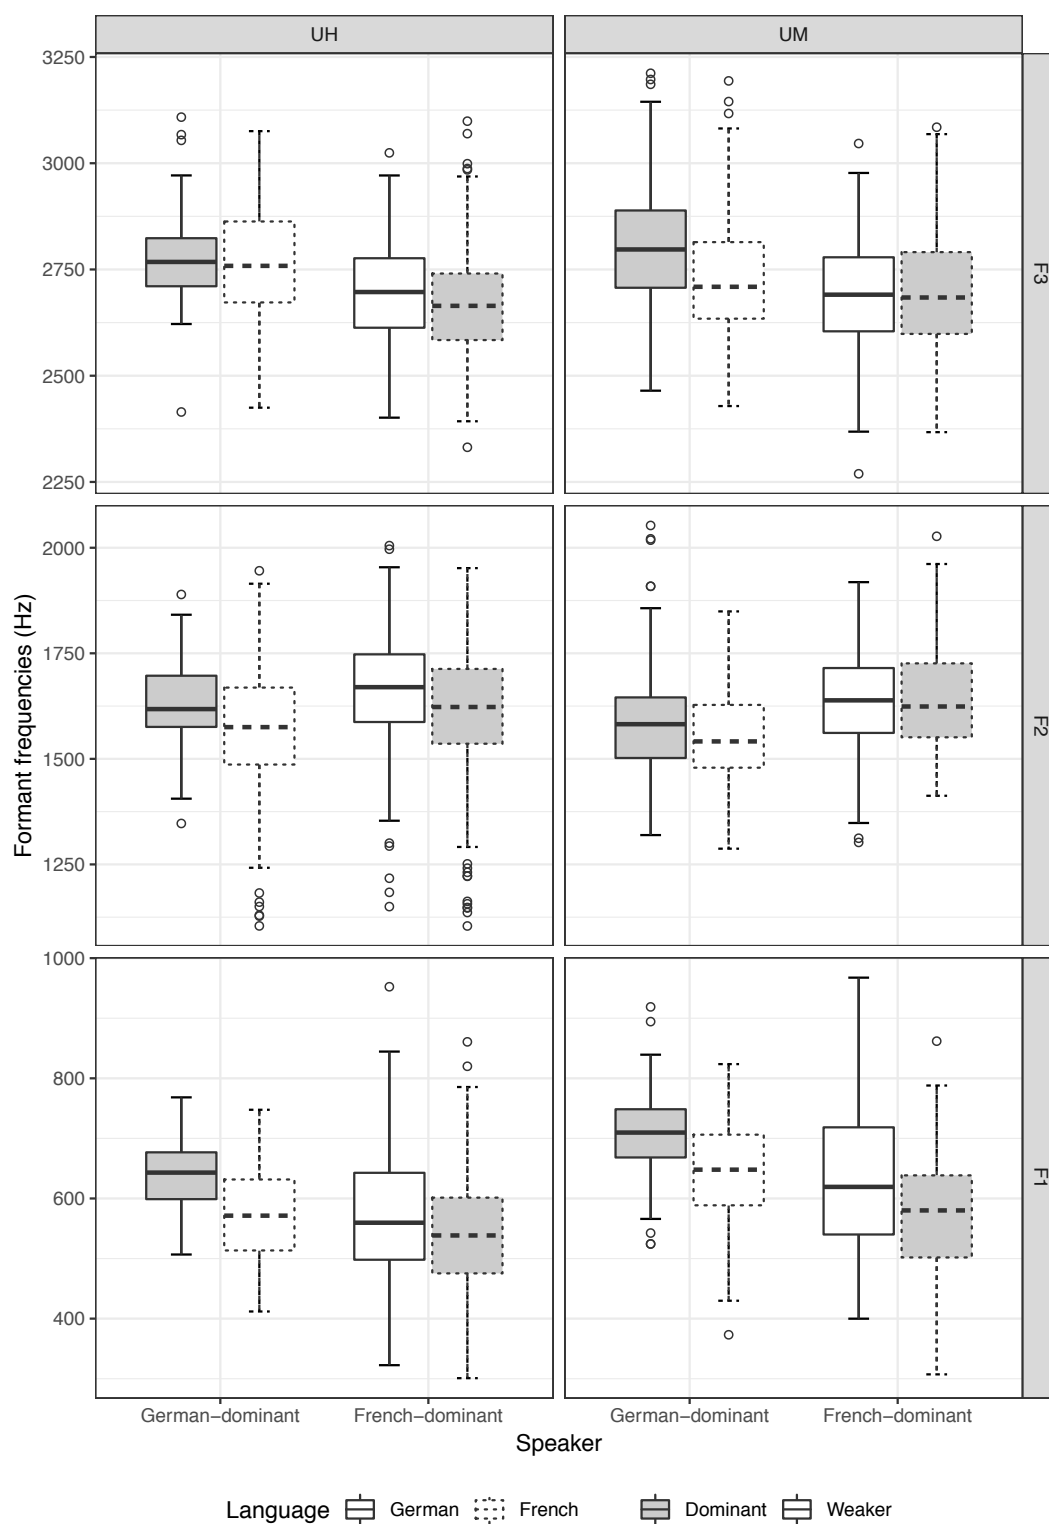 UH UM
3250
3000
2750
2500
2250
F3
2000
1750
1500
1250
F2
1000
800
600
400
F1
Formant frequencies (Hz)
German−dominant French−dominant German−dominant French−dominant
Speaker
Language German French Dominant Weaker